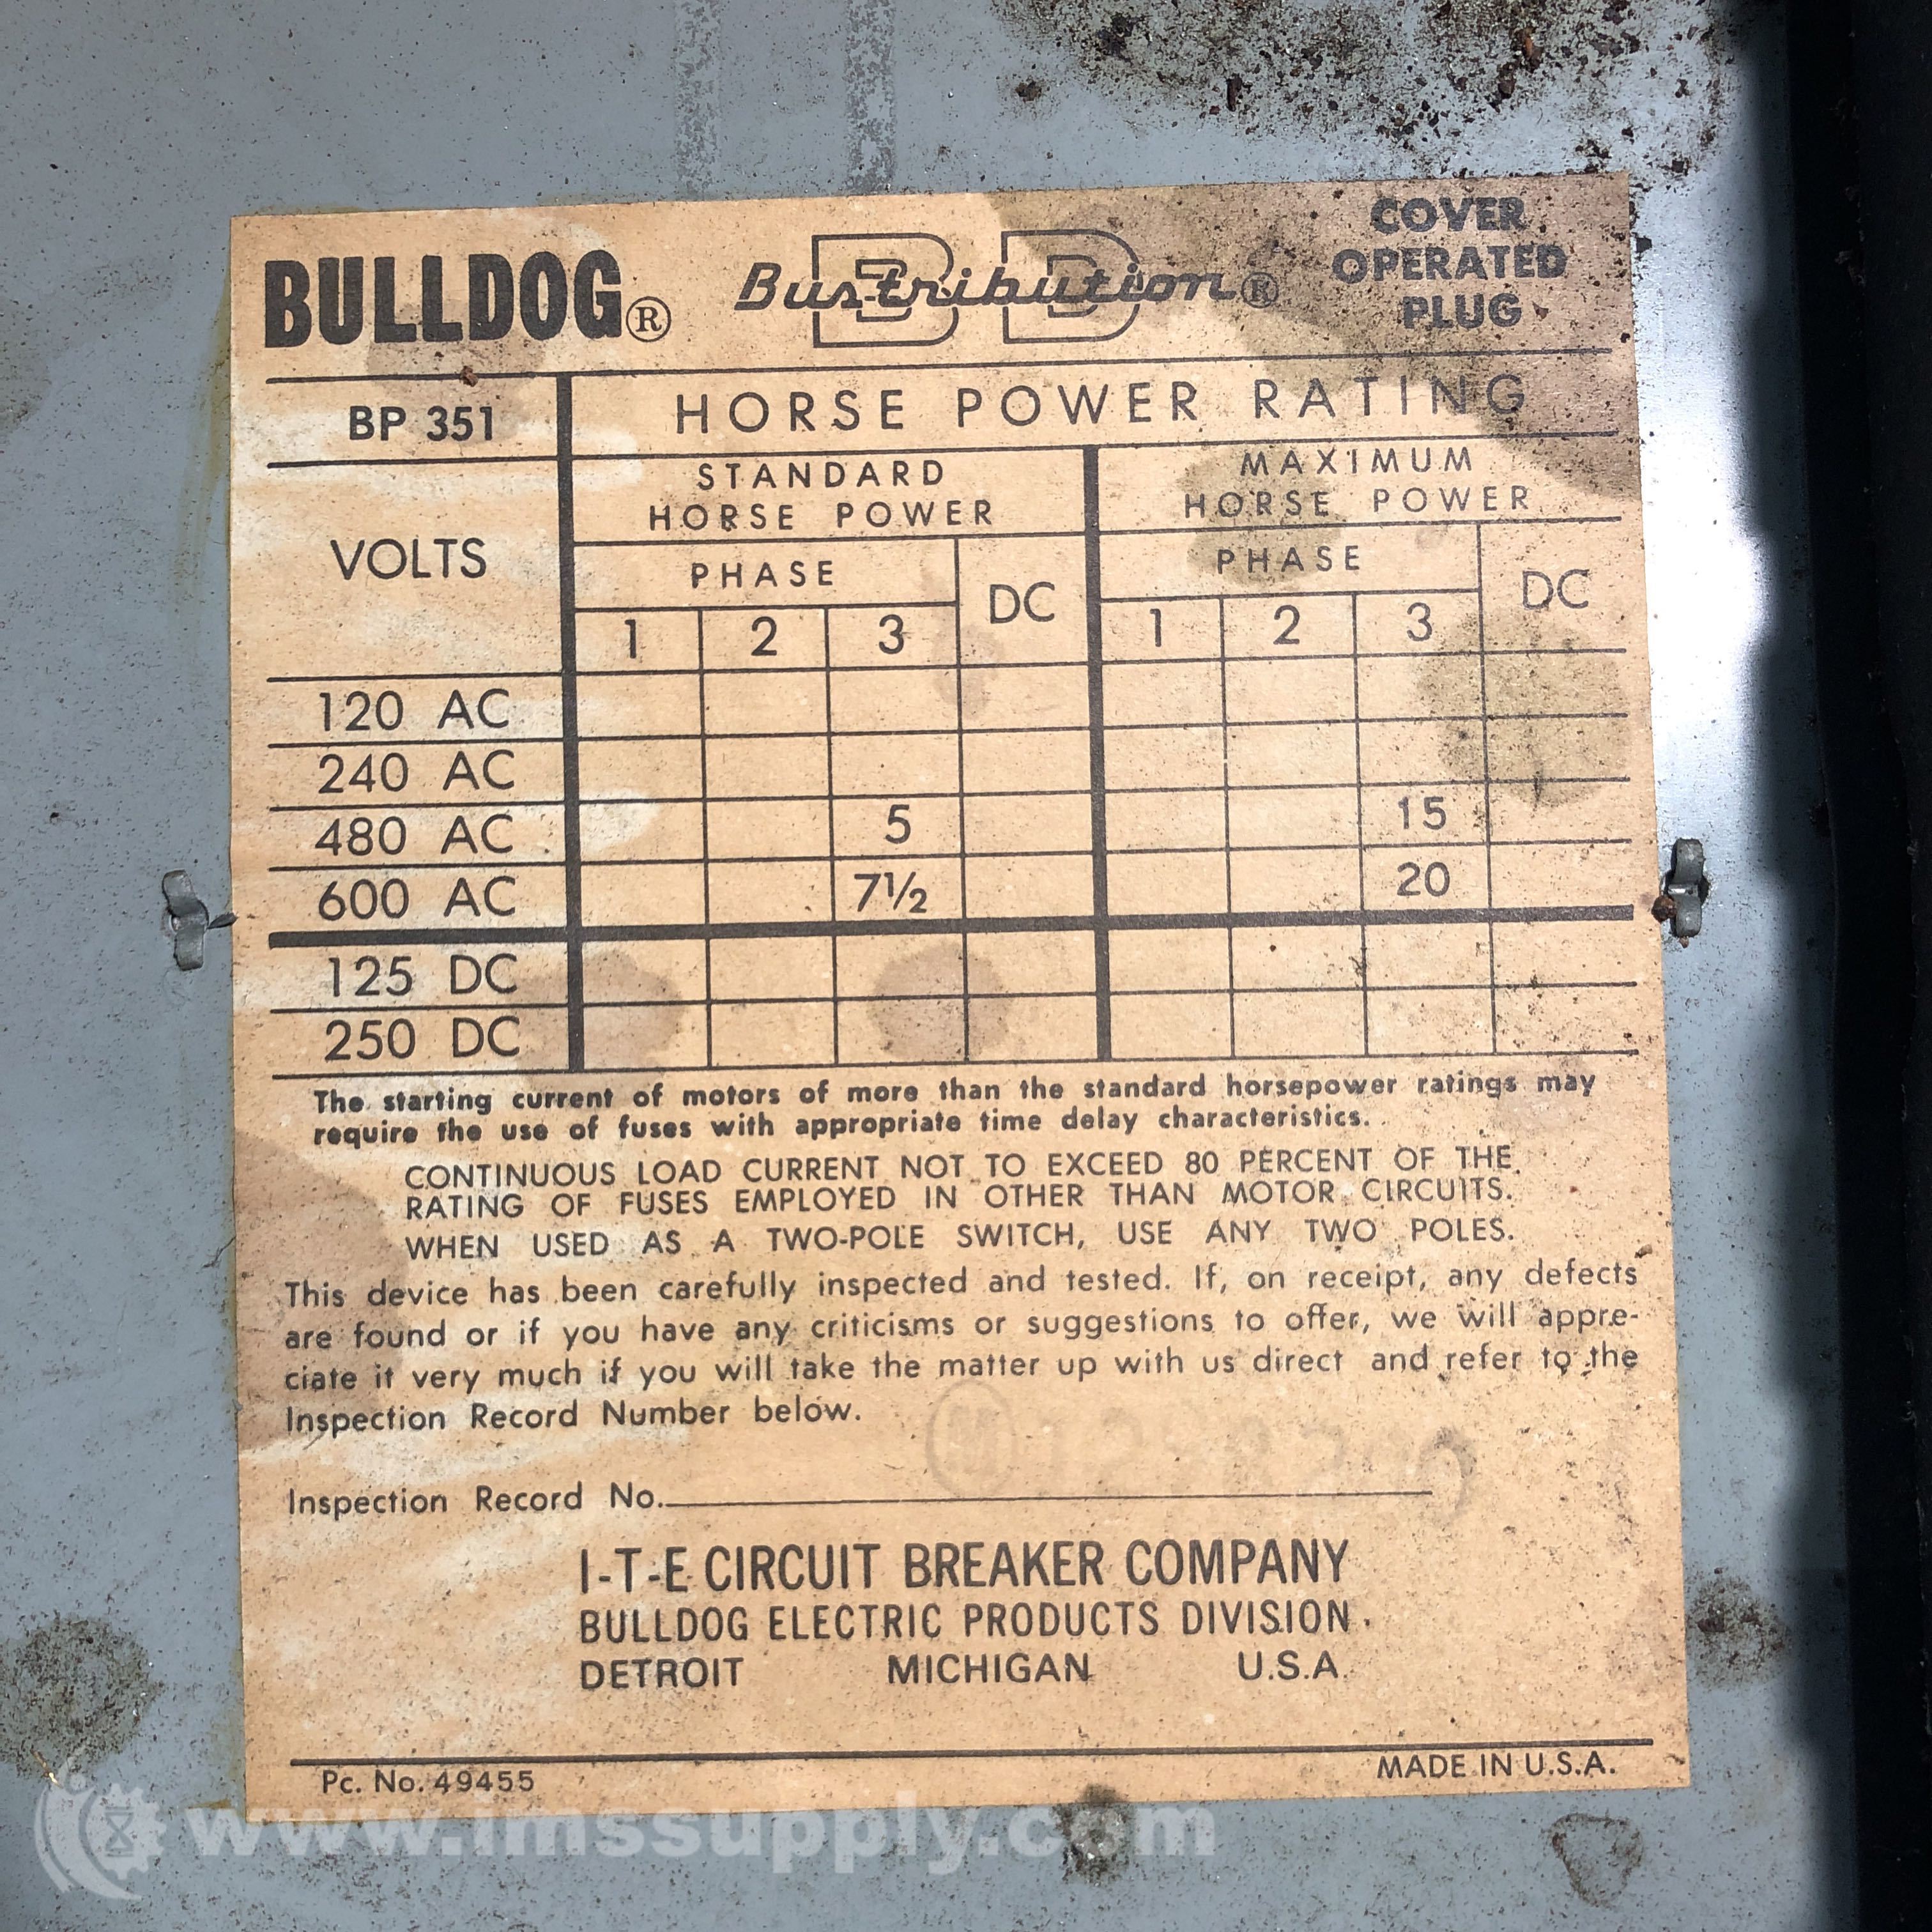 BULLDOG® BusTribution® COVER
OPERATED
PLUG
BD
BP 351 HORSE POWER RATING
STANDARD MAXIMUM
HORSE POWER HORSE POWER
VOLTS PHASE DC PHASE DC
1 2 3 1 2 3
120 AC
240 AC
480 AC 5 15
600 AC 7½ 20
125 DC
250 DC
The starting current of motors of more than the standard horsepower ratings may
require the use of fuses with appropriate time delay characteristics.
CONTINUOUS LOAD CURRENT NOT TO EXCEED 80 PERCENT OF THE
RATING OF FUSES EMPLOYED IN OTHER THAN MOTOR CIRCUITS.
WHEN USED AS A TWO-POLE SWITCH, USE ANY TWO POLES.
This device has been carefully inspected and tested. If, on receipt, any defects
are found or if you have any criticisms or suggestions to offer, we will appre-
ciate it very much if you will take the matter up with us direct and refer to the
Inspection Record Number below.
Inspection Record No.
I-T-E CIRCUIT BREAKER COMPANY
BULLDOG ELECTRIC PRODUCTS DIVISION
DETROIT MICHIGAN U.S.A.
Pc. No. 49455 MADE IN U.S.A.
www.imssupply.com